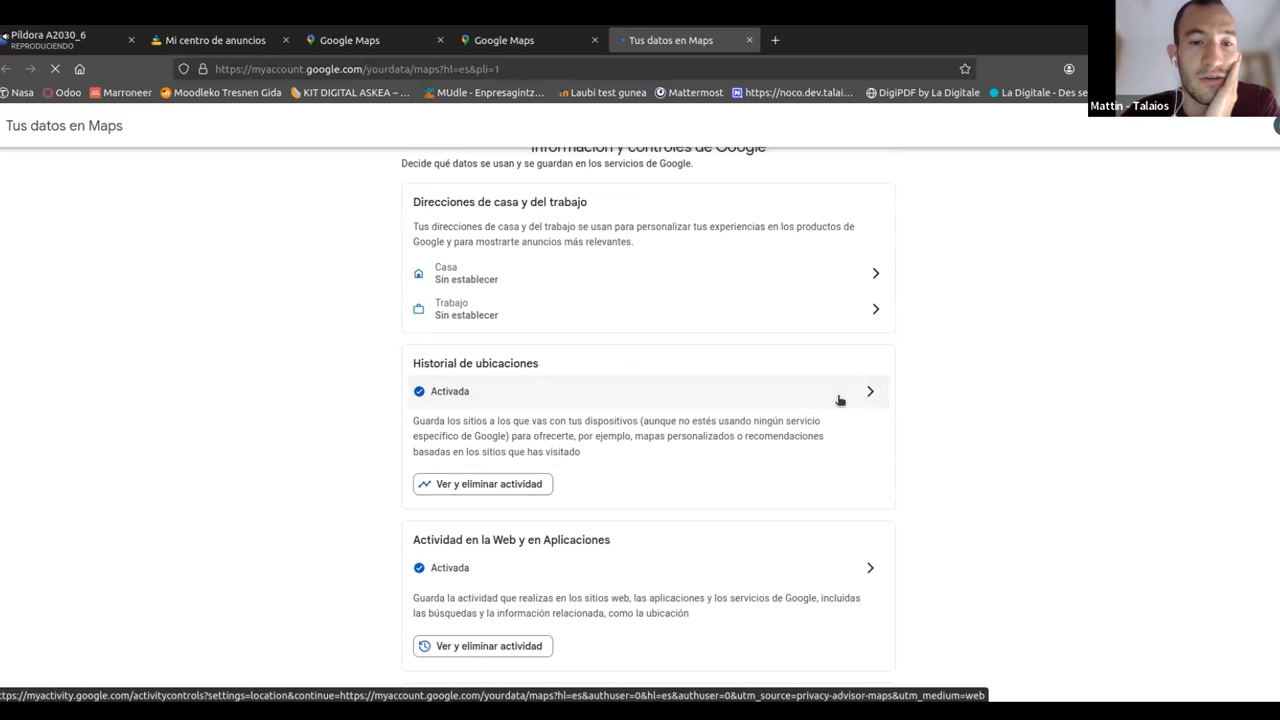 Píldora A2030_6
REPRODUCIENDO
Mi centro de anuncios
Google Maps
Google Maps
Tus datos en Maps
https://myaccount.google.com/yourdata/maps?hl=es&pli=1
Nasa
Odoo
Marroneer
Moodleko Tresnen Gida
KIT DIGITAL ASKEA – …
MUdle - Enpresagintz…
Laubi test gunea
Mattermost
https://noco.dev.talai…
DigiPDF by La Digitale
La Digitale - Des se
Mattin - Talaios
Tus datos en Maps
Información y controles de Google
Decide qué datos se usan y se guardan en los servicios de Google.
Direcciones de casa y del trabajo
Tus direcciones de casa y del trabajo se usan para personalizar tus experiencias en los productos de
Google y para mostrarte anuncios más relevantes.
Casa
Sin establecer
Trabajo
Sin establecer
Historial de ubicaciones
Activada
Guarda los sitios a los que vas con tus dispositivos (aunque no estés usando ningún servicio
específico de Google) para ofrecerte, por ejemplo, mapas personalizados o recomendaciones
basadas en los sitios que has visitado
Ver y eliminar actividad
Actividad en la Web y en Aplicaciones
Activada
Guarda la actividad que realizas en los sitios web, las aplicaciones y los servicios de Google, incluidas
las búsquedas y la información relacionada, como la ubicación
Ver y eliminar actividad
ttps://myactivity.google.com/activitycontrols?settings=location&continue=https://myaccount.google.com/yourdata/maps?hl=es&authuser=0&hl=es&authuser=0&utm_source=privacy-advisor-maps&utm_medium=web